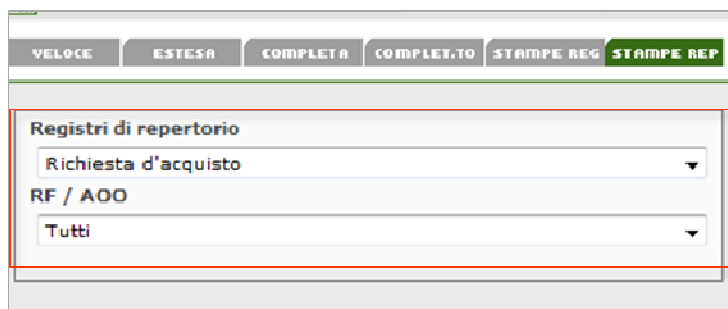 VELOCE ESTESA COMPLETA COMPLET.TO STAMPE REG STAMPE REP
Registri di repertorio
Richiesta d'acquisto
RF / AOO
Tutti